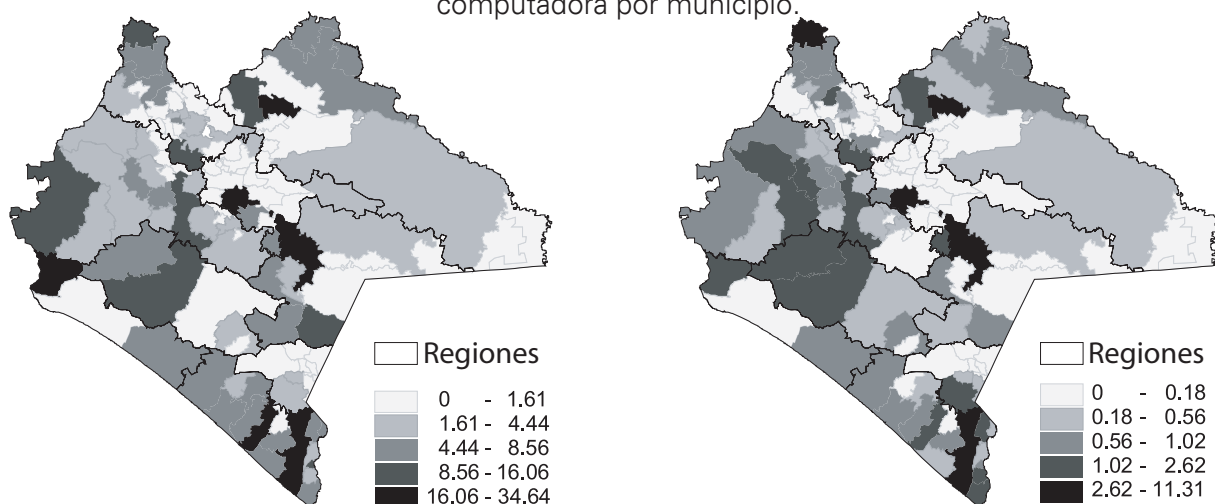 computadora por municipio.
Regiones
0 - 1.61
1.61 - 4.44
4.44 - 8.56
8.56 - 16.06
16.06 - 34.64
Regiones
0 - 0.18
0.18 - 0.56
0.56 - 1.02
1.02 - 2.62
2.62 - 11.31